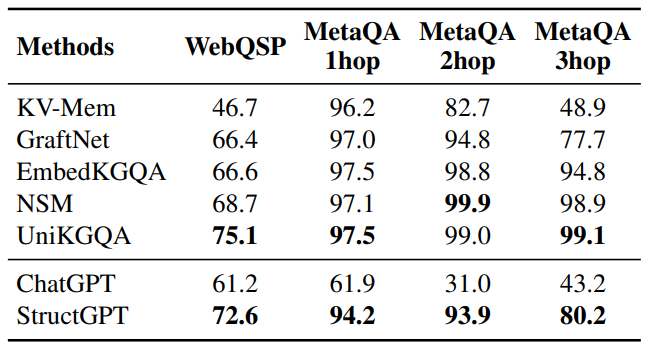 Methods WebQSP MetaQA 1hop MetaQA 2hop MetaQA 3hop
KV-Mem 46.7 96.2 82.7 48.9
GraftNet 66.4 97.0 94.8 77.7
EmbedKGQA 66.6 97.5 98.8 94.8
NSM 68.7 97.1 99.9 98.9
UniKGQA 75.1 97.5 99.0 99.1
ChatGPT 61.2 61.9 31.0 43.2
StructGPT 72.6 94.2 93.9 80.2